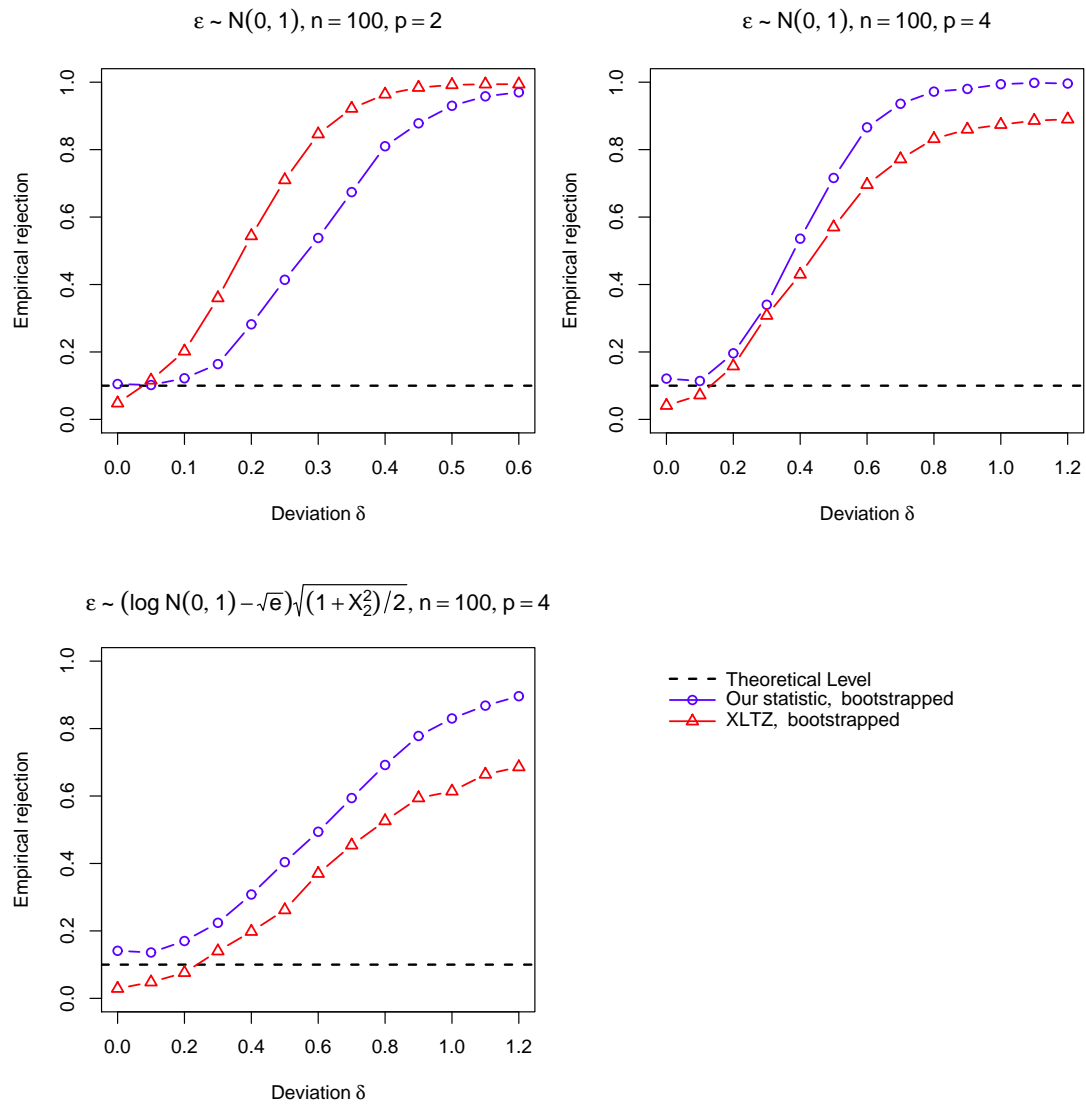 ε ~ N(0, 1), n = 100, p = 2
Empirical rejection
1.0
0.8
0.6
0.4
0.2
0.0
0.0 0.1 0.2 0.3 0.4 0.5 0.6
Deviation δ
ε ~ N(0, 1), n = 100, p = 4
Empirical rejection
1.0
0.8
0.6
0.4
0.2
0.0
0.0 0.2 0.4 0.6 0.8 1.0 1.2
Deviation δ
ε ~ (log N(0, 1) − √e)√(1 + X₂²)/2, n = 100, p = 4
Empirical rejection
1.0
0.8
0.6
0.4
0.2
0.0
0.0 0.2 0.4 0.6 0.8 1.0 1.2
Deviation δ
Theoretical Level
Our statistic, bootstrapped
XLTZ, bootstrapped